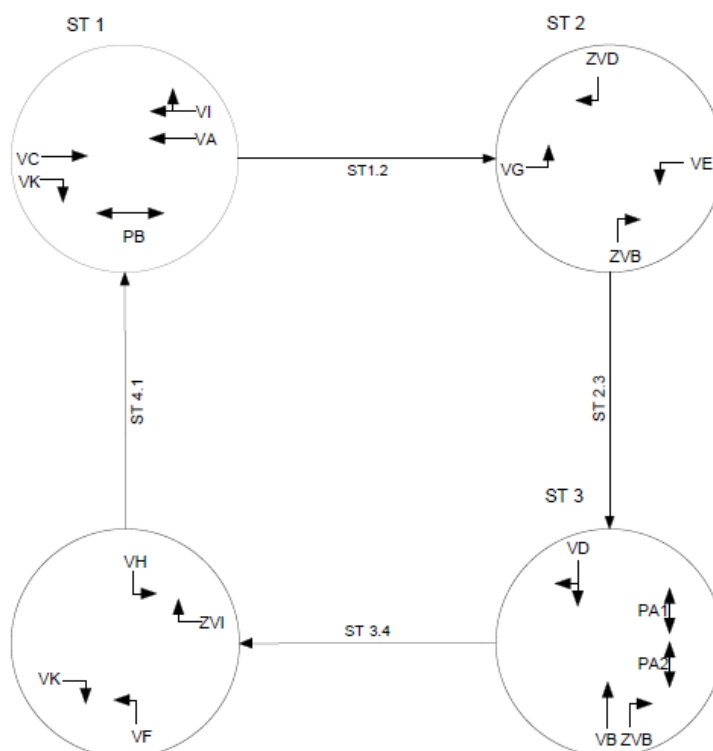 ST 1
ST 2
ZVD
VI
VA
VC
VK
PB
ST1.2
VG
VE
ZVB
ST 4.1
ST 2.3
ST 3
VH
ZVI
VK
VF
ST 3.4
VD
PA1
PA2
VB ZVB